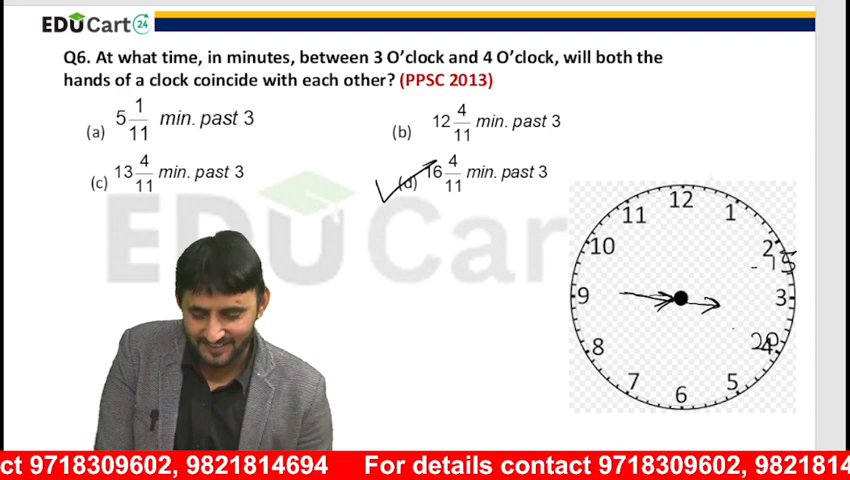 EDUCart24
Q6. At what time, in minutes, between 3 O'clock and 4 O'clock, will both the
hands of a clock coincide with each other? (PPSC 2013)
(a) 5 1/11 min. past 3
(b) 12 4/11 min. past 3
(c) 13 4/11 min. past 3
(d) 16 4/11 min. past 3
EDUCar
12
11 1
10 2
15
9 3
8 4
20
7 5
6
ct 9718309602, 9821814694 For details contact 9718309602, 982181